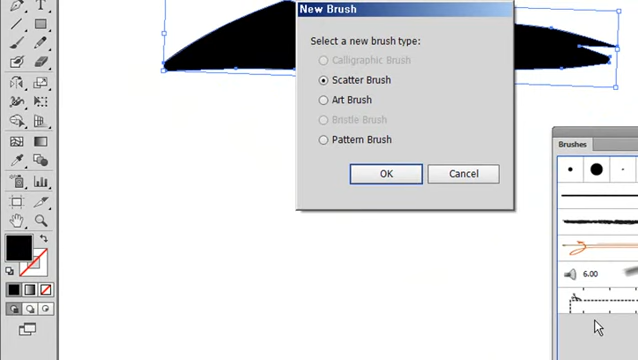 New Brush
Select a new brush type:
Calligraphic Brush
Scatter Brush
Art Brush
Bristle Brush
Pattern Brush
OK
Cancel
Brushes
6.00